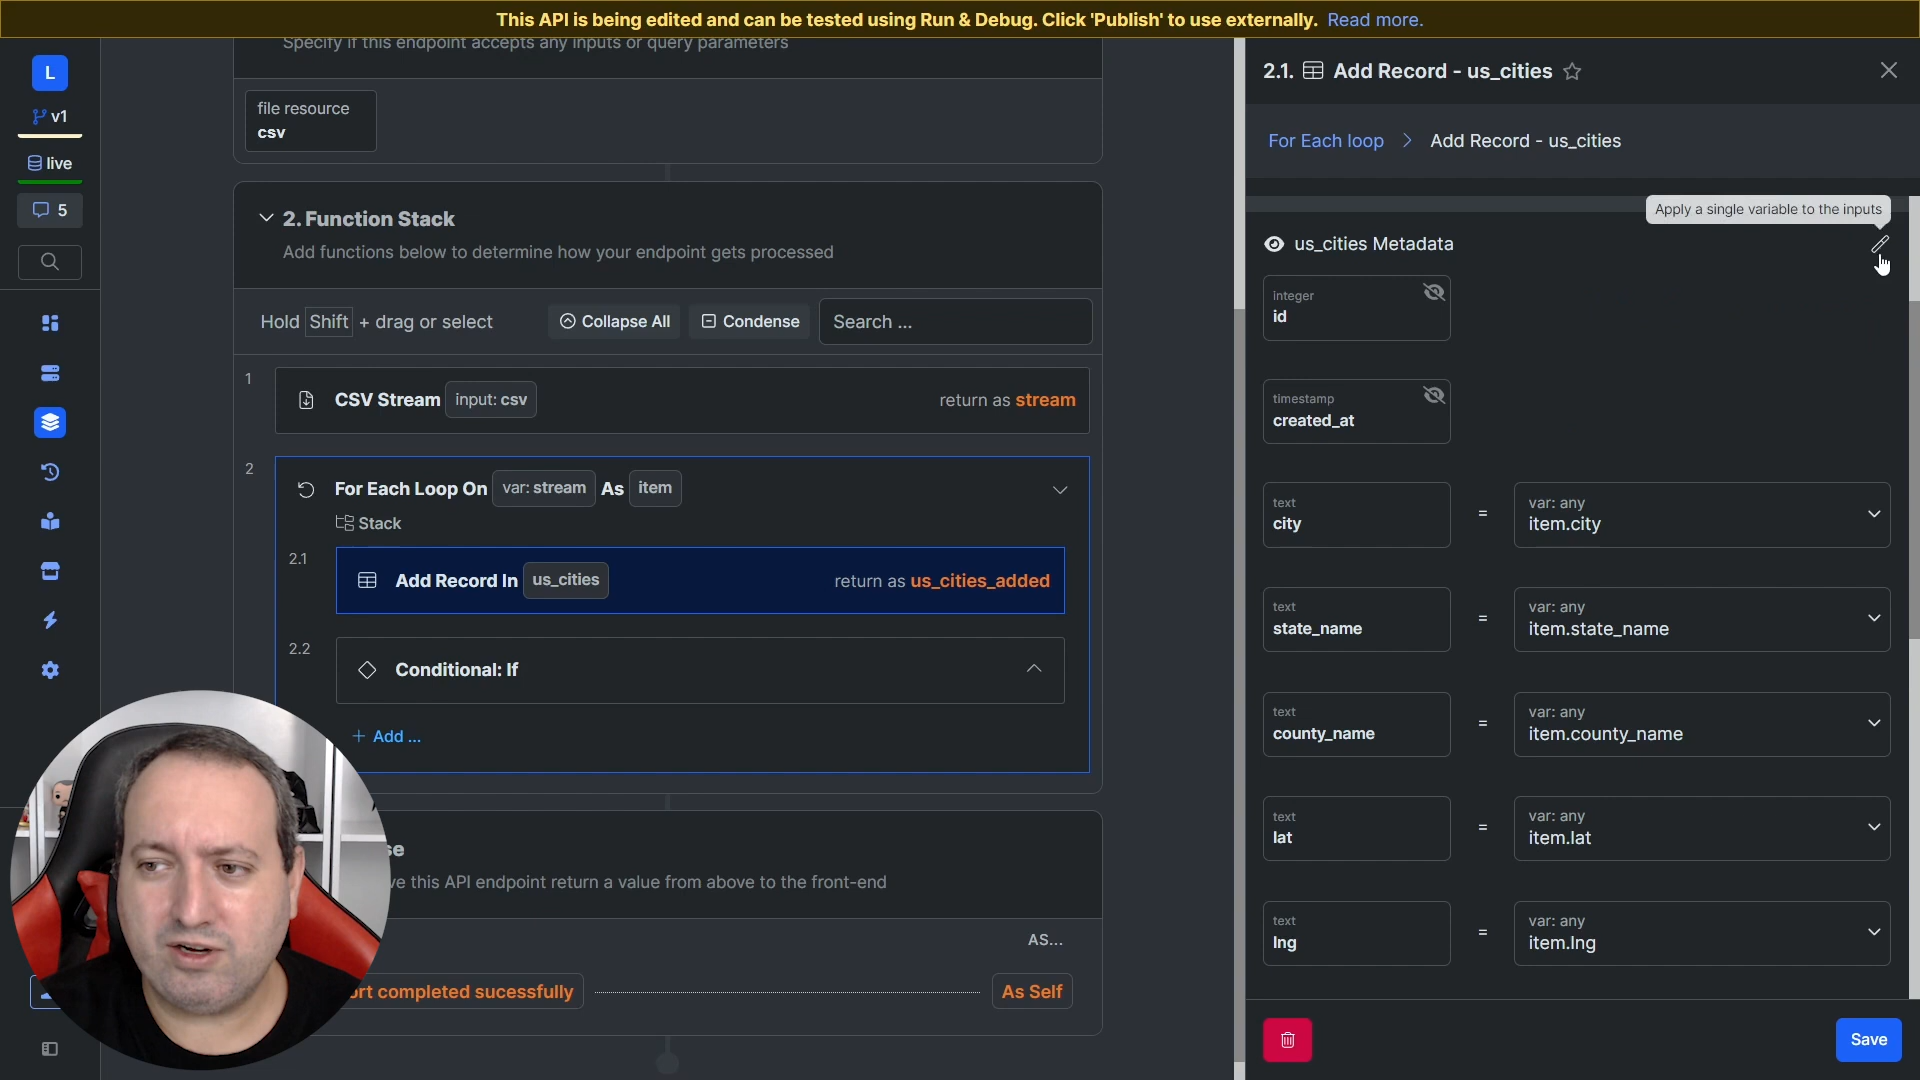 This API is being edited and can be tested using Run & Debug. Click 'Publish' to use externally. Read more.
L
v1
live
5
Specify if this endpoint accepts any inputs or query parameters
file resource
csv
2. Function Stack
Add functions below to determine how your endpoint gets processed
Hold Shift + drag or select
Collapse All
Condense
Search ...
1
CSV Stream input: csv
return as stream
2
For Each Loop On var: stream As item
Stack
2.1
Add Record In us_cities
return as us_cities_added
2.2
Conditional: If
+ Add ...
se
ve this API endpoint return a value from above to the front-end
AS...
ort completed sucessfully
As Self
2.1. Add Record - us_cities
For Each loop > Add Record - us_cities
Apply a single variable to the inputs
us_cities Metadata
integer
id
timestamp
created_at
text
city
=
var: any
item.city
text
state_name
=
var: any
item.state_name
text
county_name
=
var: any
item.county_name
text
lat
=
var: any
item.lat
text
lng
=
var: any
item.lng
Save